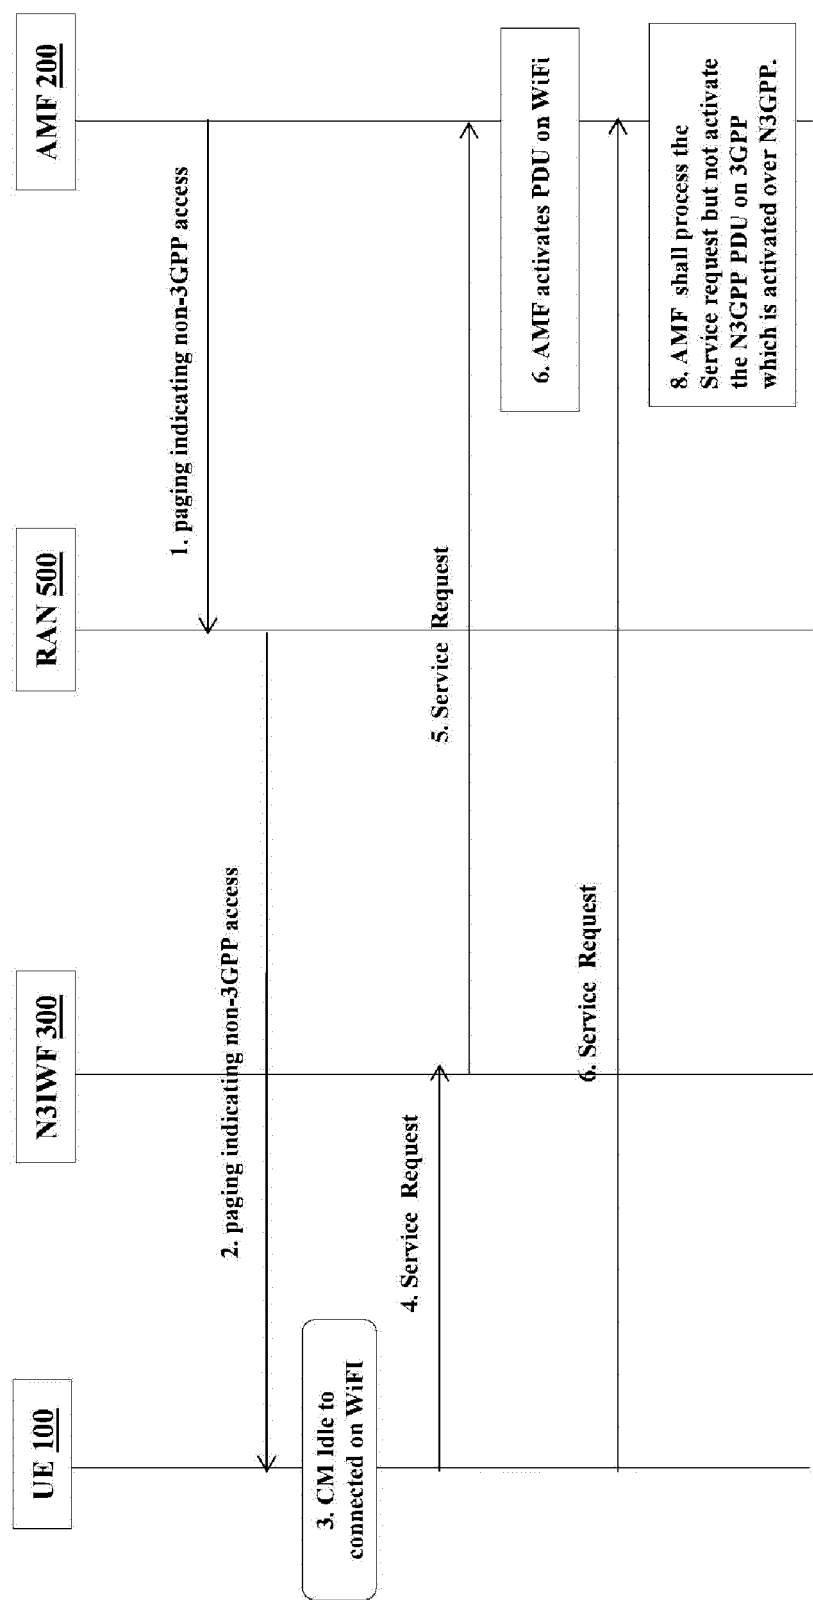 UE 100
N3IWF 300
RAN 500
AMF 200
1. paging indicating non-3GPP access
2. paging indicating non-3GPP access
3. CM Idle to
connected on WiFI
4. Service Request
5. Service Request
6. AMF activates PDU on WiFi
6. Service Request
8. AMF shall process the
Service request but not activate
the N3GPP PDU on 3GPP
which is activated over N3GPP.